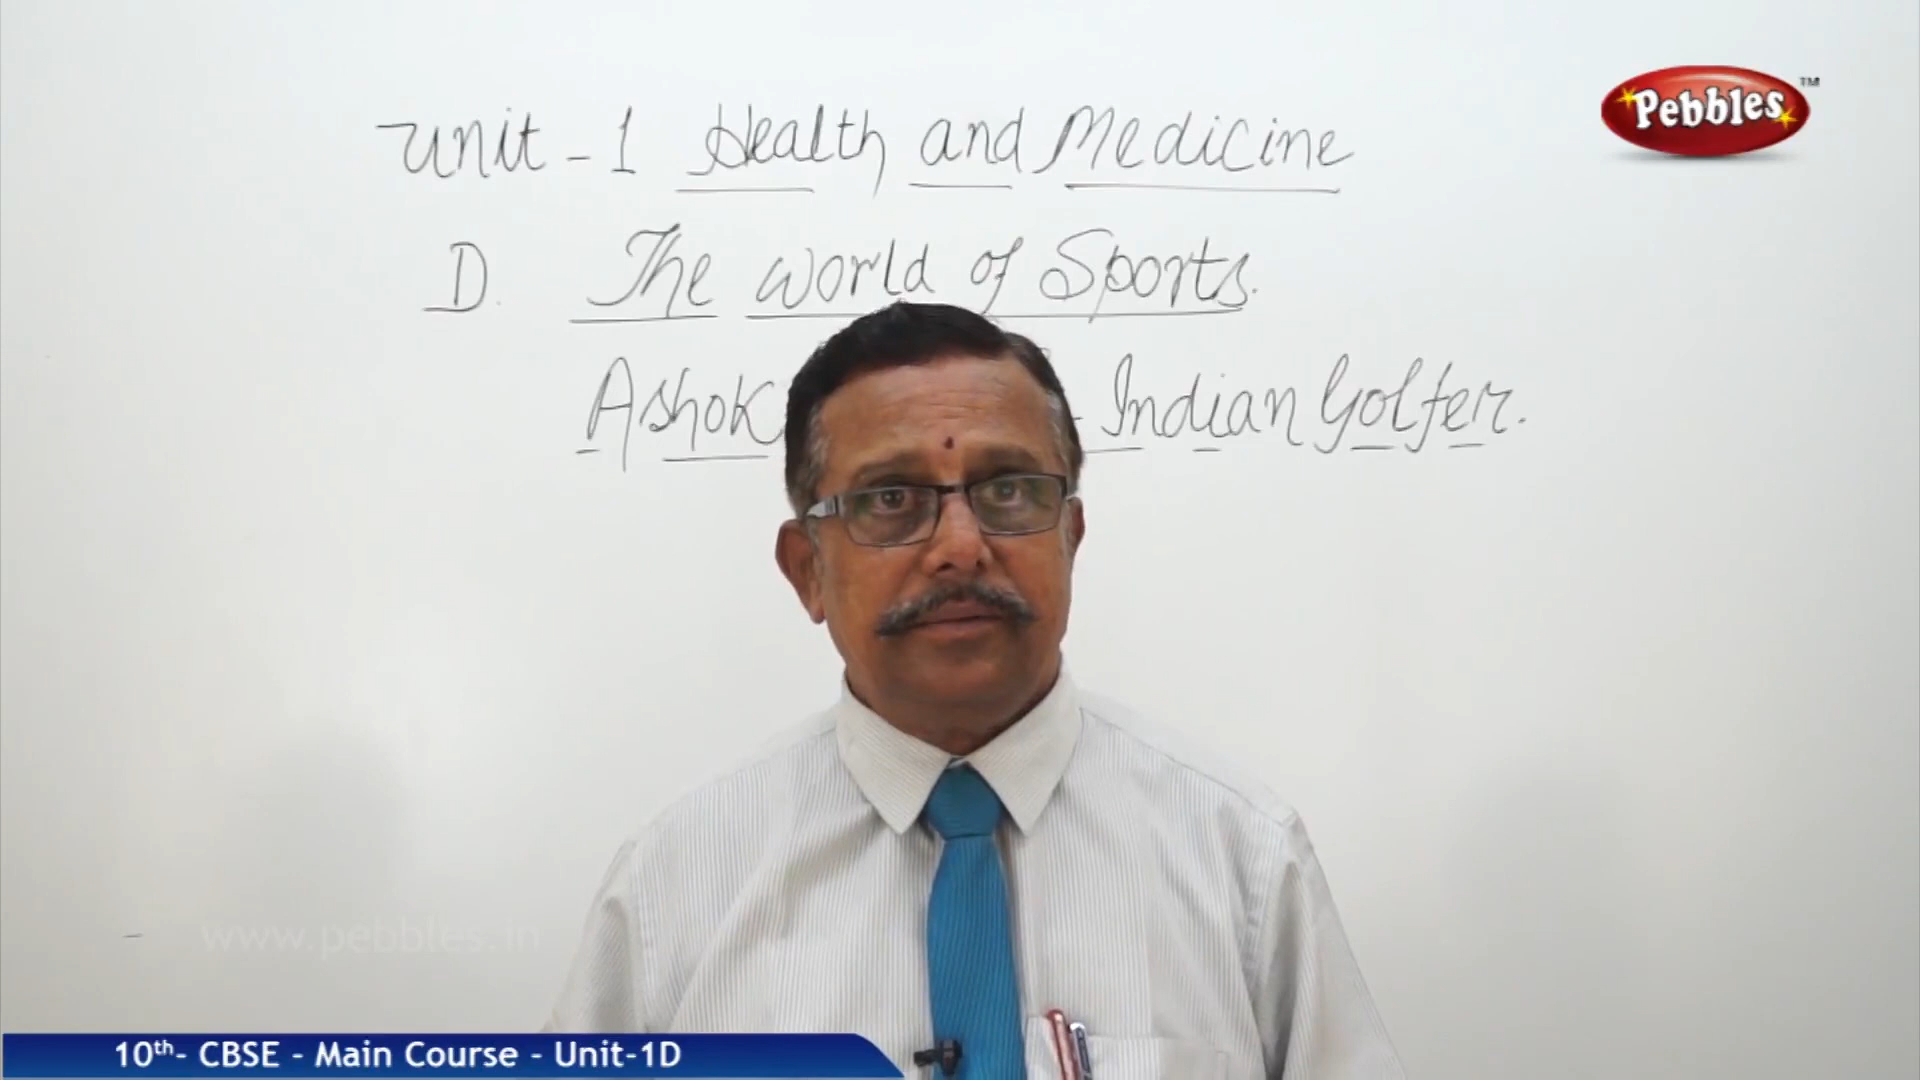 Pebbles™
Unit - 1 Health and Medicine
D. The world of Sports.
Ashok - Indian Golfer.
www.pebbles.in
10th- CBSE - Main Course - Unit-1D